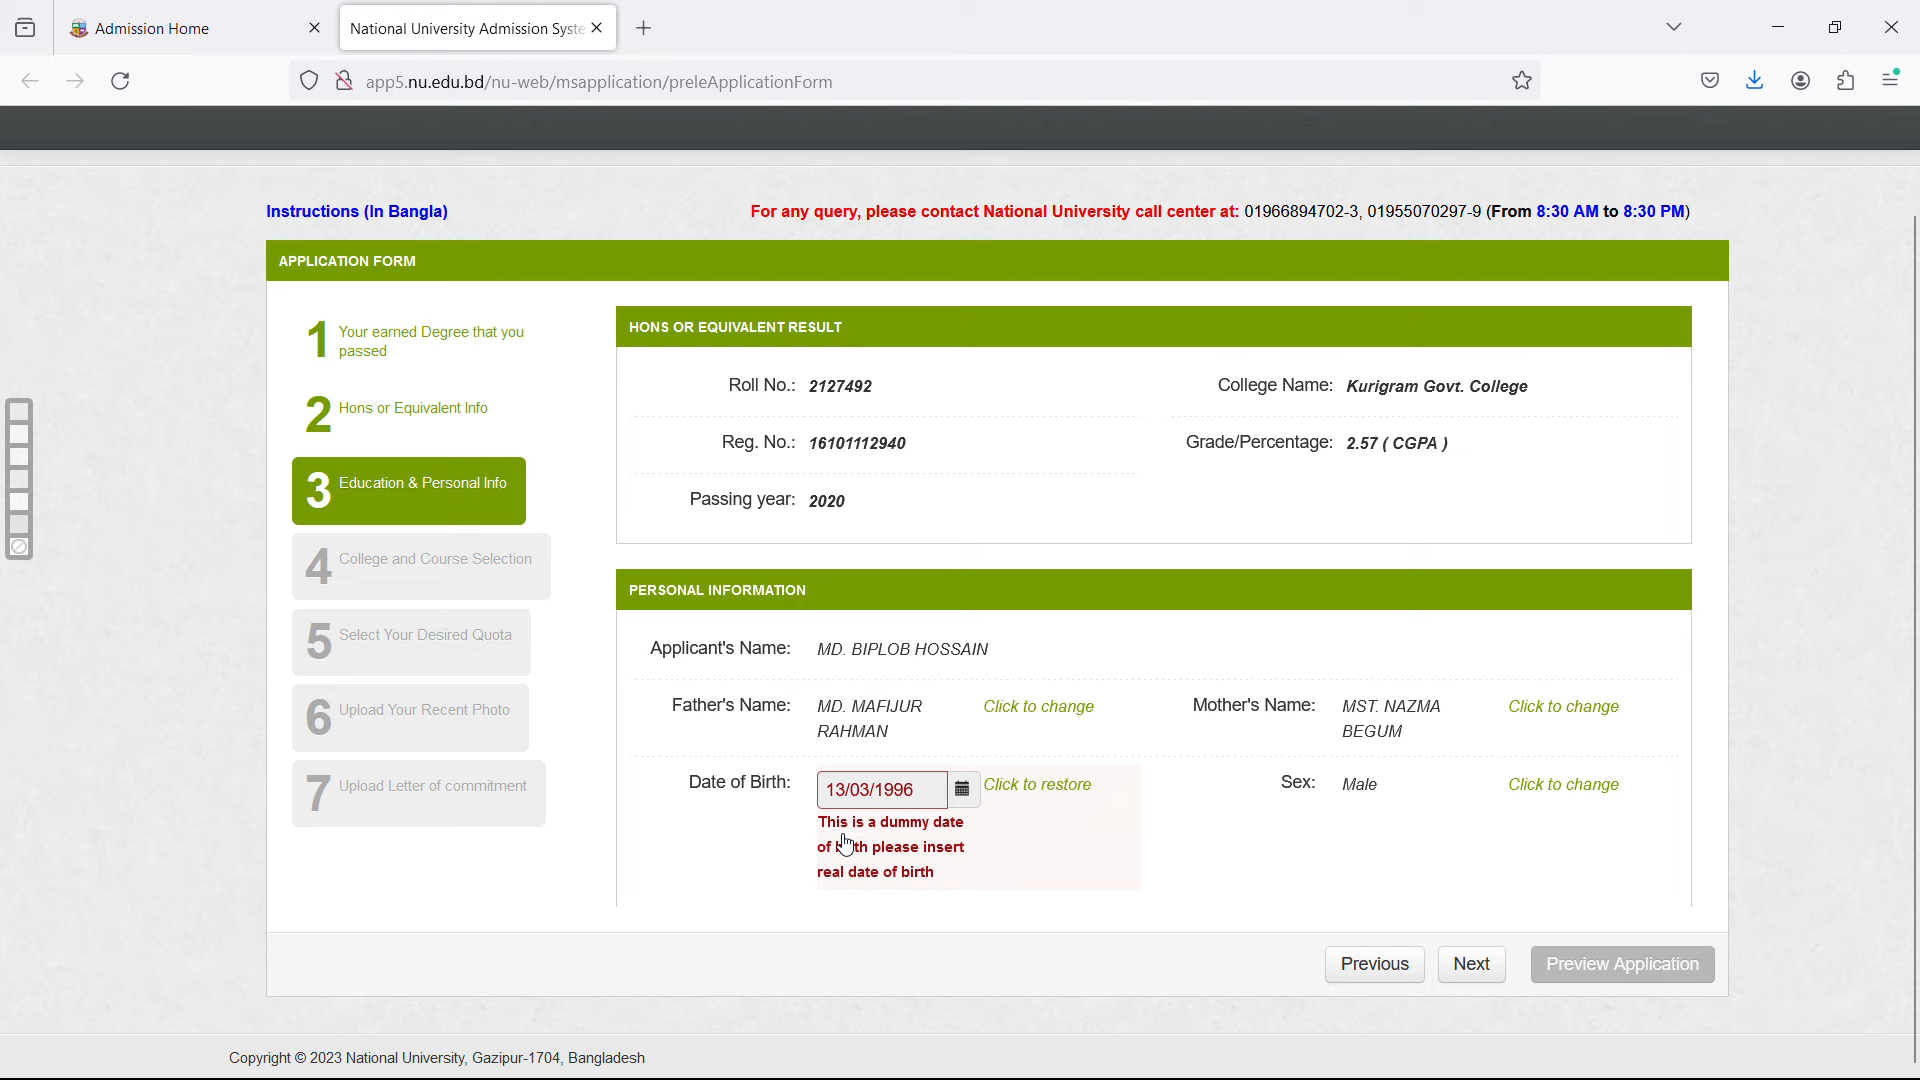 Admission Home
National University Admission Syste
app5.nu.edu.bd/nu-web/msapplication/preleApplicationForm
Instructions (In Bangla)
For any query, please contact National University call center at: 01966894702-3, 01955070297-9 (From 8:30 AM to 8:30 PM)
APPLICATION FORM
1 Your earned Degree that you
passed
2 Hons or Equivalent Info
3 Education & Personal Info
4 College and Course Selection
5 Select Your Desired Quota
6 Upload Your Recent Photo
7 Upload Letter of commitment
HONS OR EQUIVALENT RESULT
Roll No.: 2127492
College Name: Kurigram Govt. College
Reg. No.: 16101112940
Grade/Percentage: 2.57 ( CGPA )
Passing year: 2020
PERSONAL INFORMATION
Applicant's Name: MD. BIPLOB HOSSAIN
Father's Name: MD. MAFIJUR
RAHMAN
Click to change
Mother's Name: MST. NAZMA
BEGUM
Click to change
Date of Birth: 13/03/1996
Click to restore
This is a dummy date
of birth please insert
real date of birth
Sex: Male
Click to change
Previous
Next
Preview Application
Copyright © 2023 National University, Gazipur-1704, Bangladesh